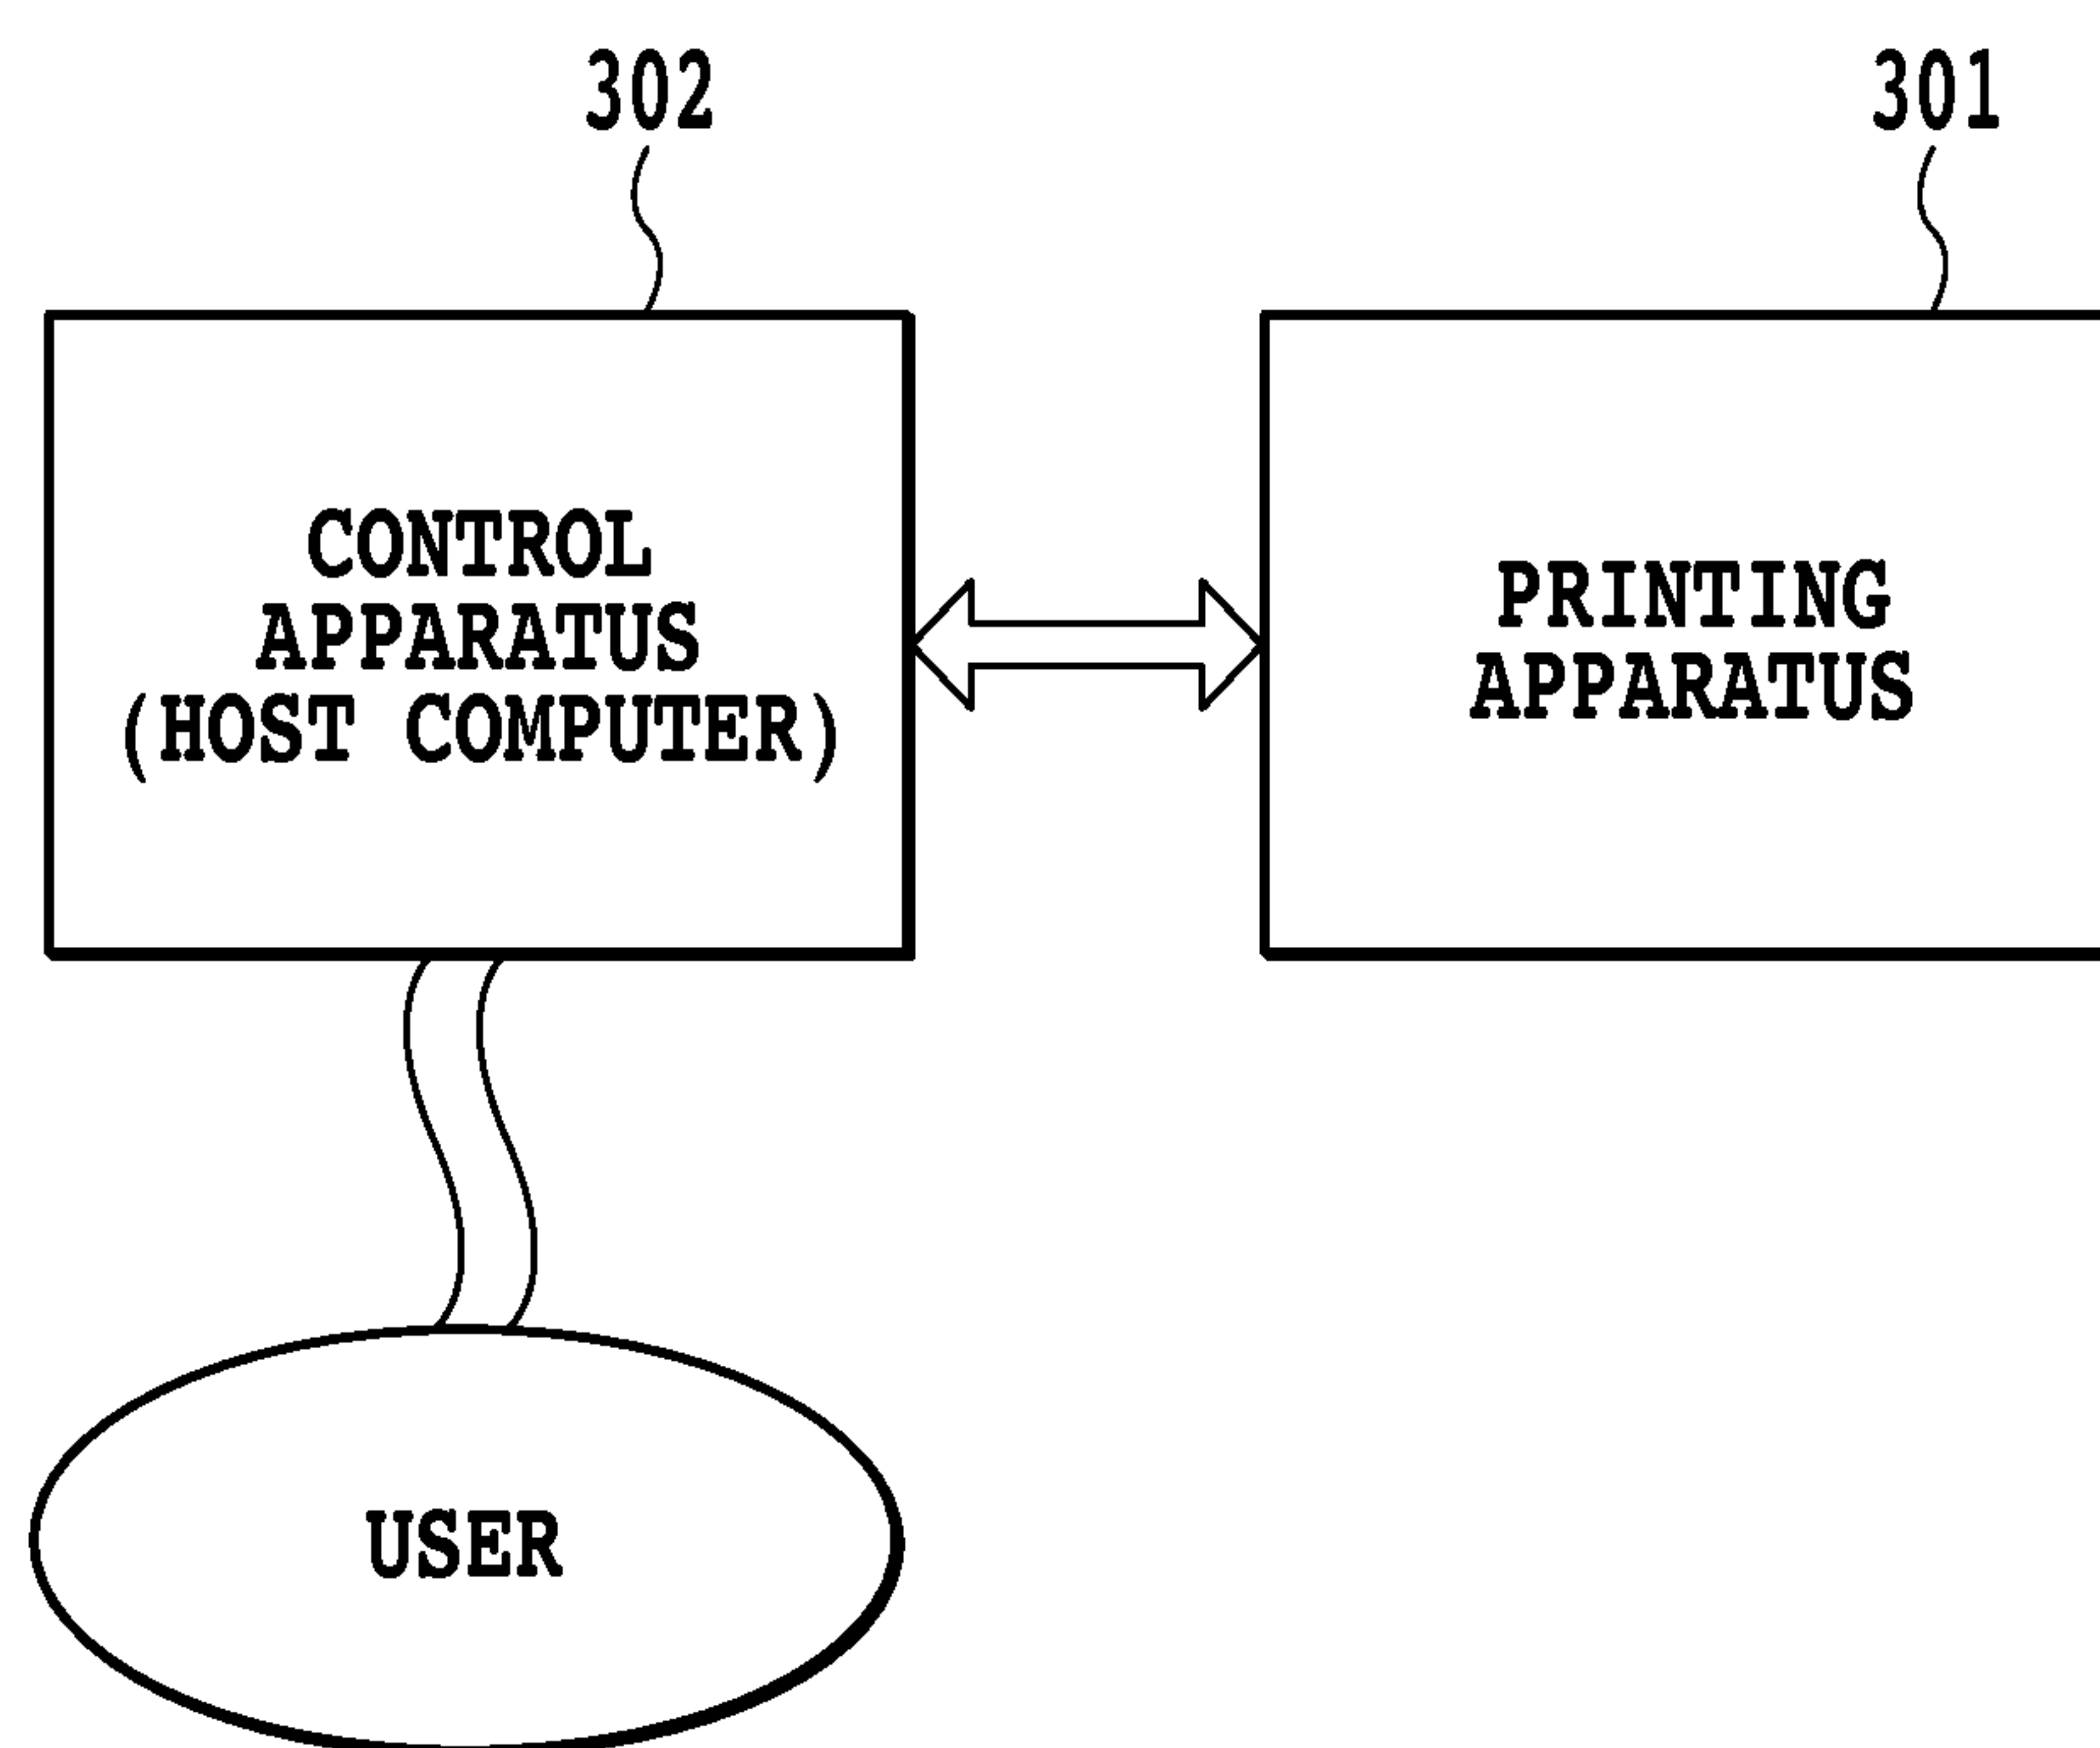 302
301
CONTROL
APPARATUS
(HOST COMPUTER)
PRINTING
APPARATUS
USER